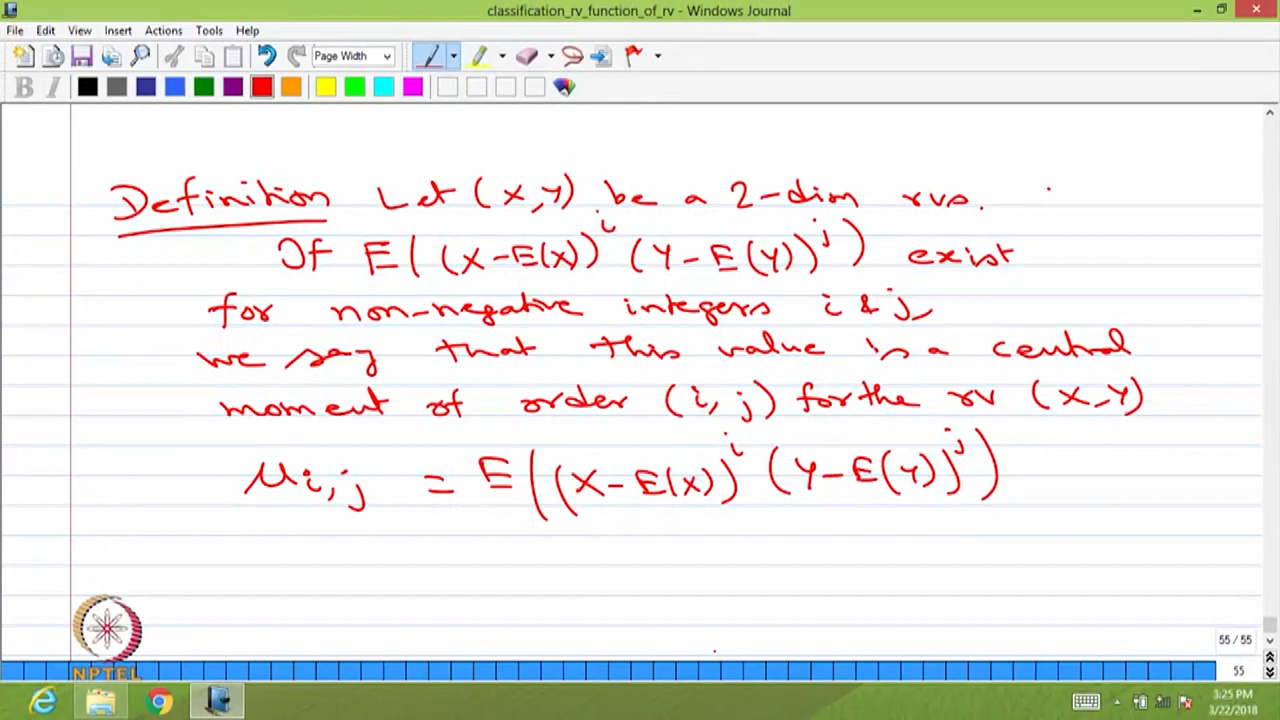 classification_rv_function_of_rv - Windows Journal
File Edit View Insert Actions Tools Help
Page Width
B I
Definition Let (X,Y) be a 2-dim rvs.
If E((X-E(X))^i (Y-E(Y))^j) exist
for non-negative integers i & j,
we say that this value is a central
moment of order (i,j) for the rv (X,Y)
μi,j = E((X-E(X))^i (Y-E(Y))^j)
55 / 55
NPTEL
55
3:25 PM
3/22/2018